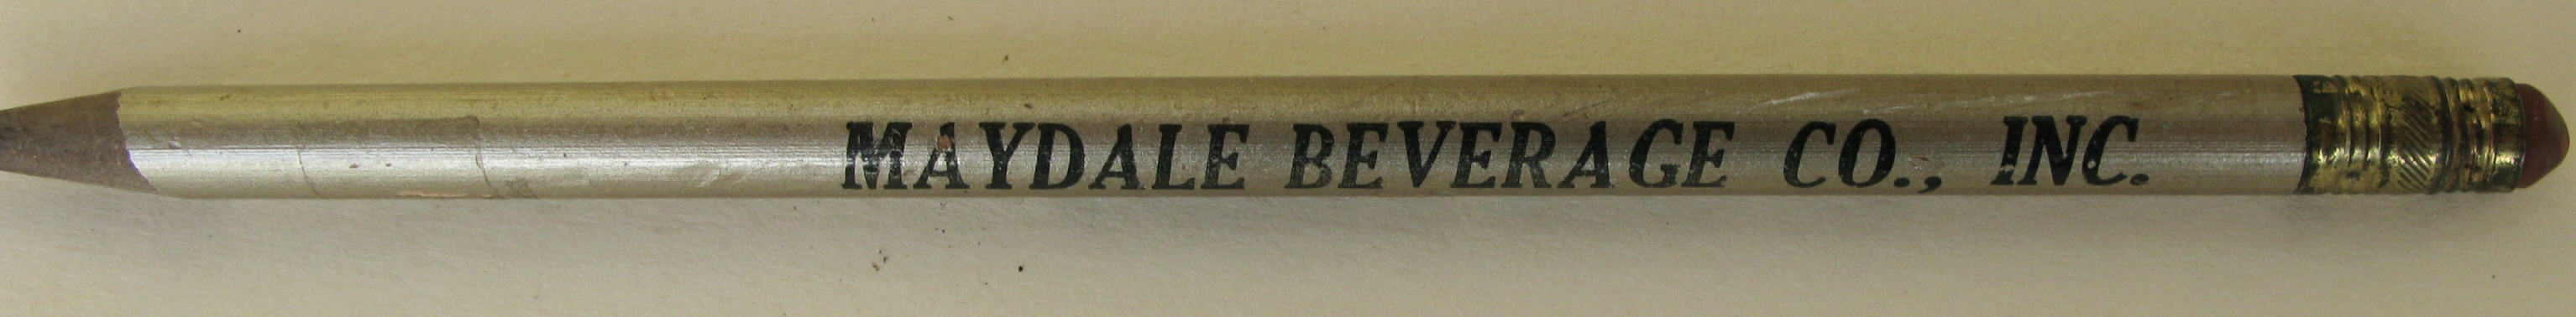 MAYDALE BEVERAGE CO., INC.